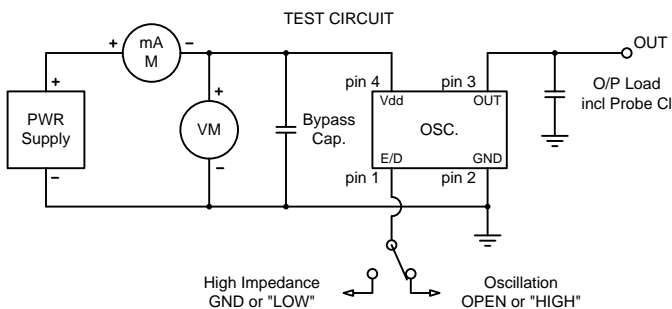 TEST CIRCUIT
+
mA
M
−
OUT
pin 4
pin 3
+
PWR
Supply
−
+
VM
−
Bypass
Cap.
Vdd
OUT
OSC.
E/D
GND
O/P Load
incl Probe Cl
pin 1
pin 2
High Impedance
GND or "LOW"
Oscillation
OPEN or "HIGH"